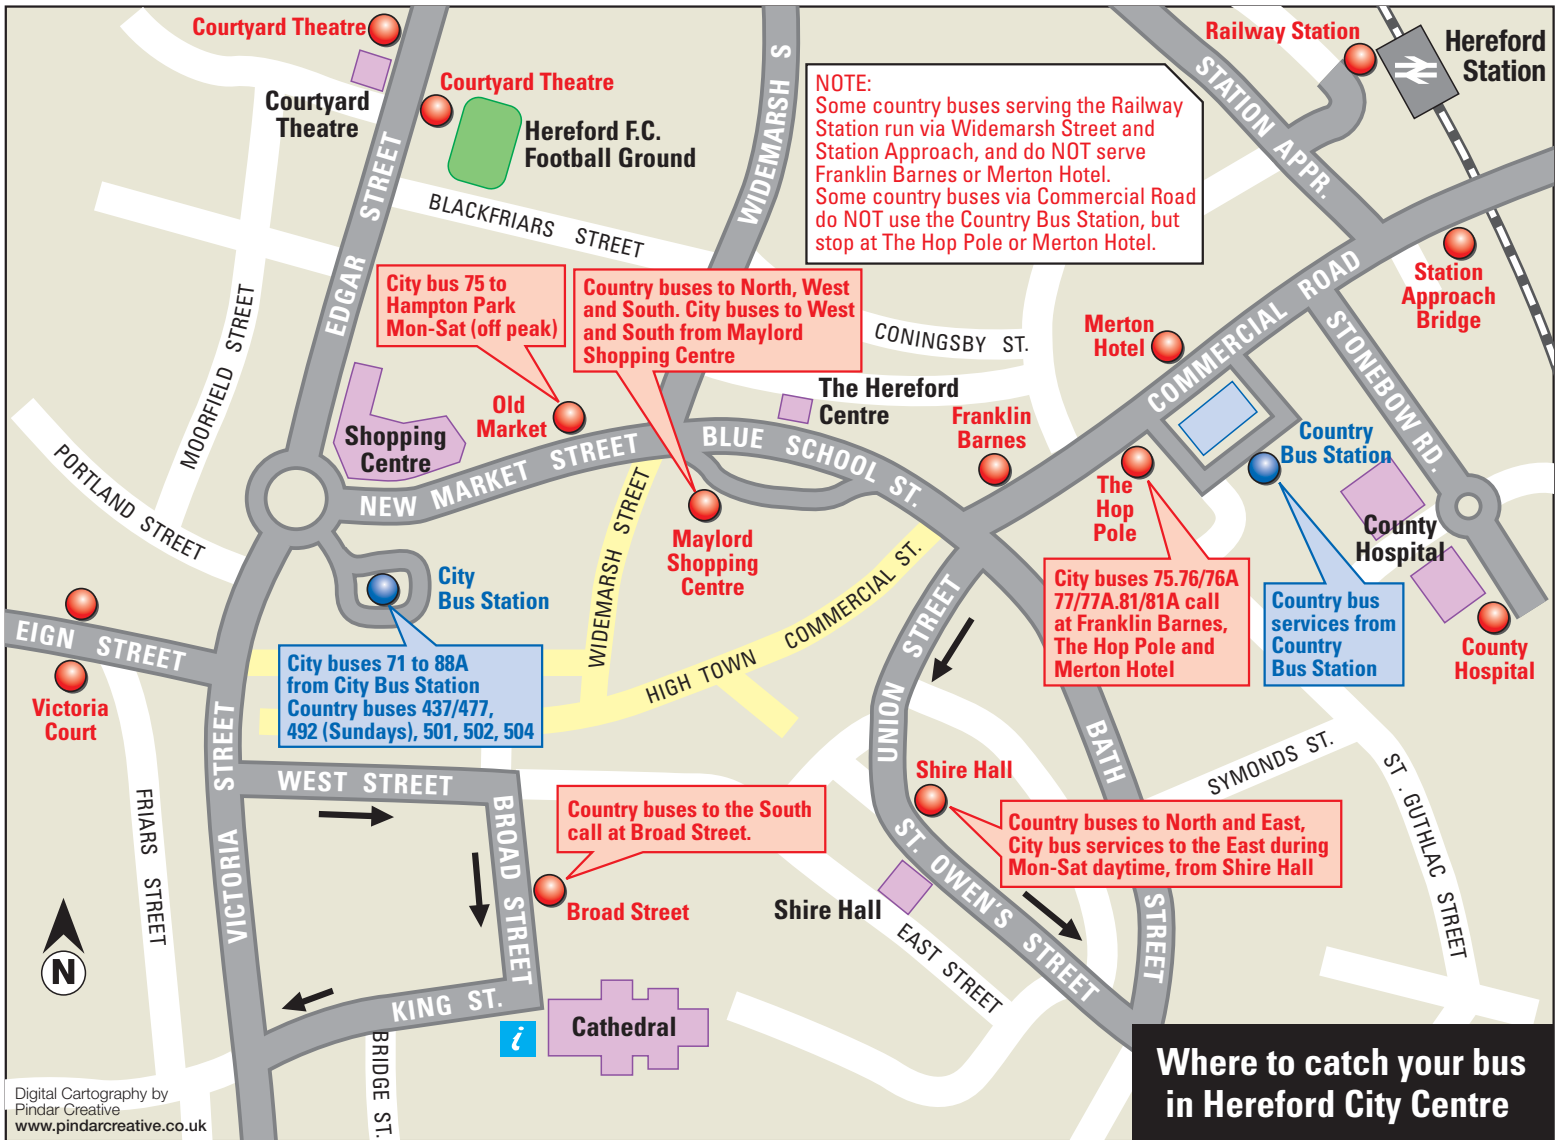 Courtyard Theatre
Courtyard
Theatre
Courtyard Theatre
Hereford F.C.
Football Ground
EDGAR STREET
BLACKFRIARS STREET
WIDEMARSH S
NOTE:
Some country buses serving the Railway
Station run via Widemarsh Street and
Station Approach, and do NOT serve
Franklin Barnes or Merton Hotel.
Some country buses via Commercial Road
do NOT use the Country Bus Station, but
stop at The Hop Pole or Merton Hotel.
STATION APPR.
Railway Station
Hereford
Station
Station
Approach
Bridge
City bus 75 to
Hampton Park
Mon-Sat (off peak)
Country buses to North, West
and South. City buses to West
and South from Maylord
Shopping Centre
CONINGSBY ST.
Merton
Hotel
COMMERCIAL ROAD
STONEBOW RD.
MOORFIELD STREET
PORTLAND STREET
Shopping
Centre
Old
Market
NEW MARKET STREET
BLUE SCHOOL ST.
The Hereford
Centre
Franklin
Barnes
The
Hop
Pole
Country
Bus Station
County
Hospital
City
Bus Station
WIDEMARSH STREET
Maylord
Shopping
Centre
HIGH TOWN
COMMERCIAL ST.
City buses 75.76/76A
77/77A.81/81A call
at Franklin Barnes,
The Hop Pole and
Merton Hotel
Country bus
services from
Country
Bus Station
County
Hospital
EIGN STREET
Victoria
Court
City buses 71 to 88A
from City Bus Station
Country buses 437/477,
492 (Sundays), 501, 502, 504
UNION STREET
BATH STREET
SYMONDS ST.
ST . GUTHLAC STREET
VICTORIA STREET
FRIARS STREET
WEST STREET
BROAD STREET
Country buses to the South
call at Broad Street.
Broad Street
Shire Hall
Country buses to North and East,
City bus services to the East during
Mon-Sat daytime, from Shire Hall
Shire Hall
ST. OWEN'S STREET
EAST STREET
N
KING ST.
i
Cathedral
BRIDGE ST.
Where to catch your bus
in Hereford City Centre
Digital Cartography by
Pindar Creative
www.pindarcreative.co.uk